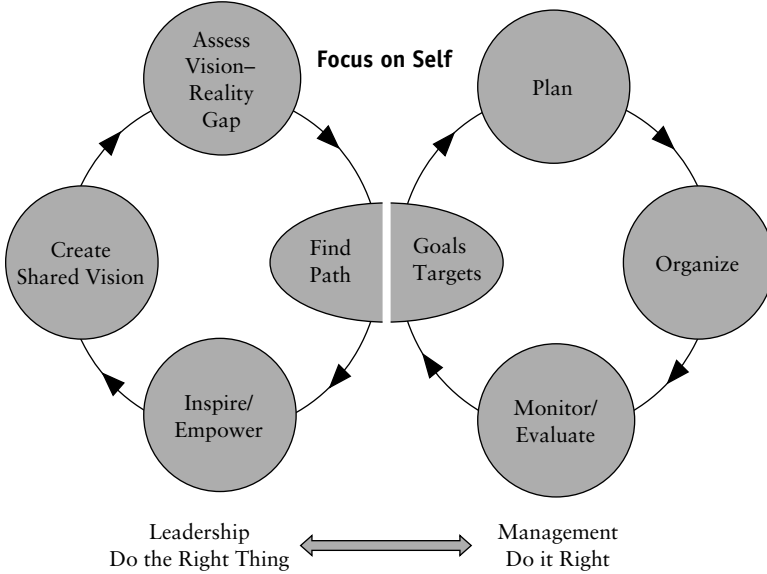 Assess
Vision–
Reality
Gap
Focus on Self
Plan
Create
Shared Vision
Find
Path
Goals
Targets
Organize
Inspire/
Empower
Monitor/
Evaluate
Leadership
Do the Right Thing
Management
Do it Right